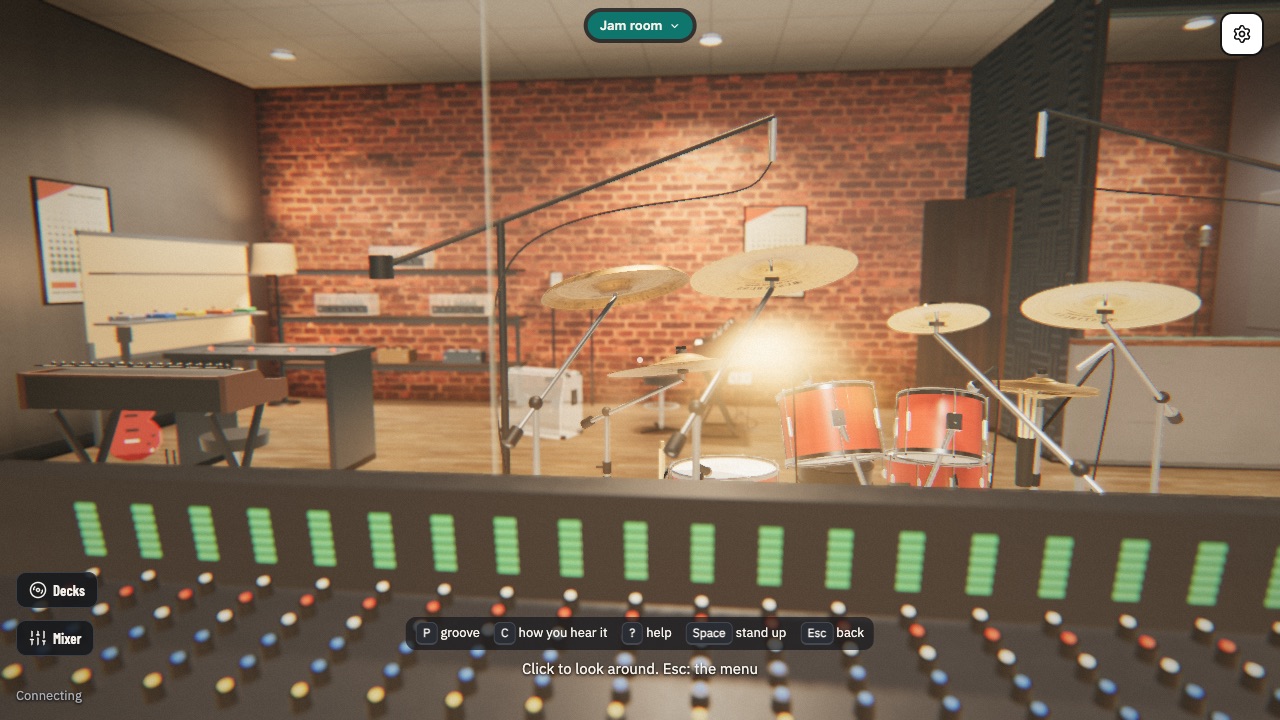 Jam room
Decks
Mixer
P groove C how you hear it ? help Space stand up Esc back
Click to look around. Esc: the menu
Connecting